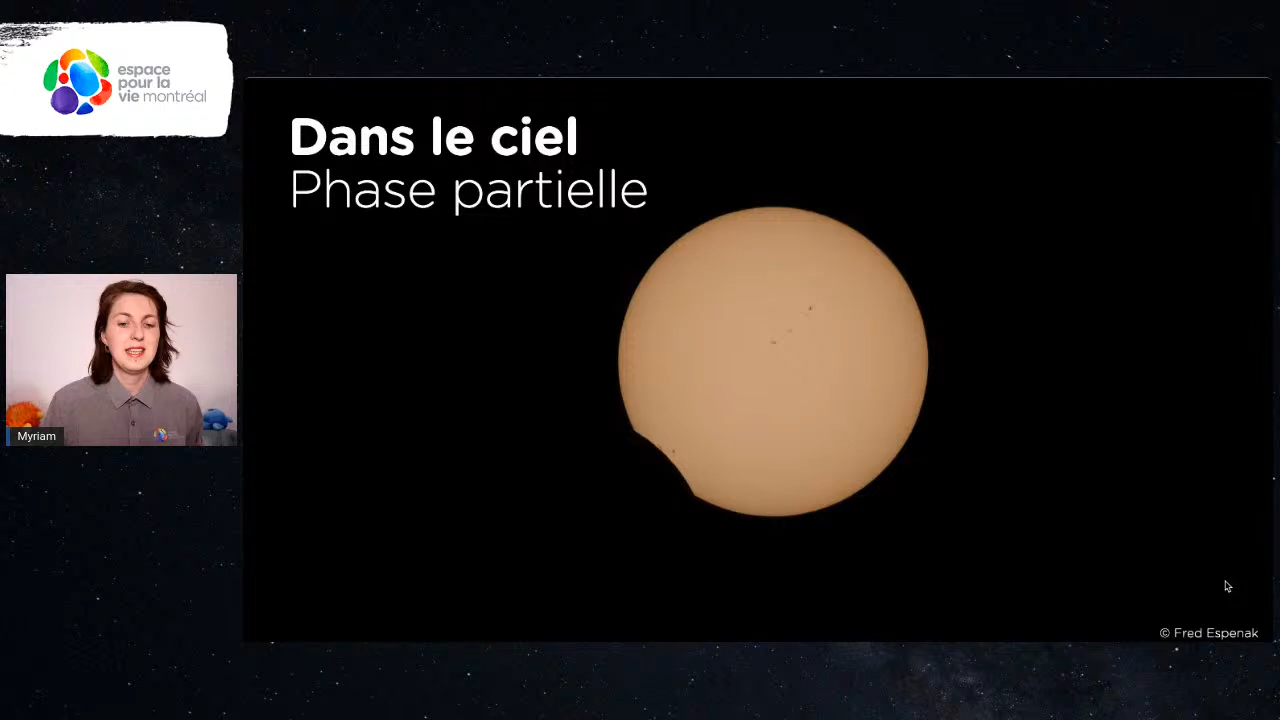 espace
pour la
vie montréal
Dans le ciel
Phase partielle
Myriam
© Fred Espenak